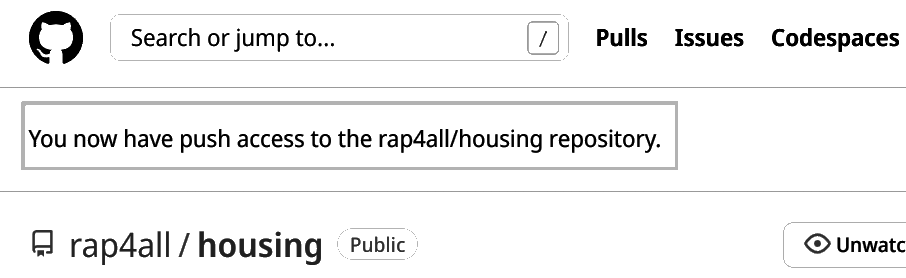 Search or jump to... / Pulls Issues Codespaces
You now have push access to the rap4all/housing repository.
rap4all / housing Public Unwatc